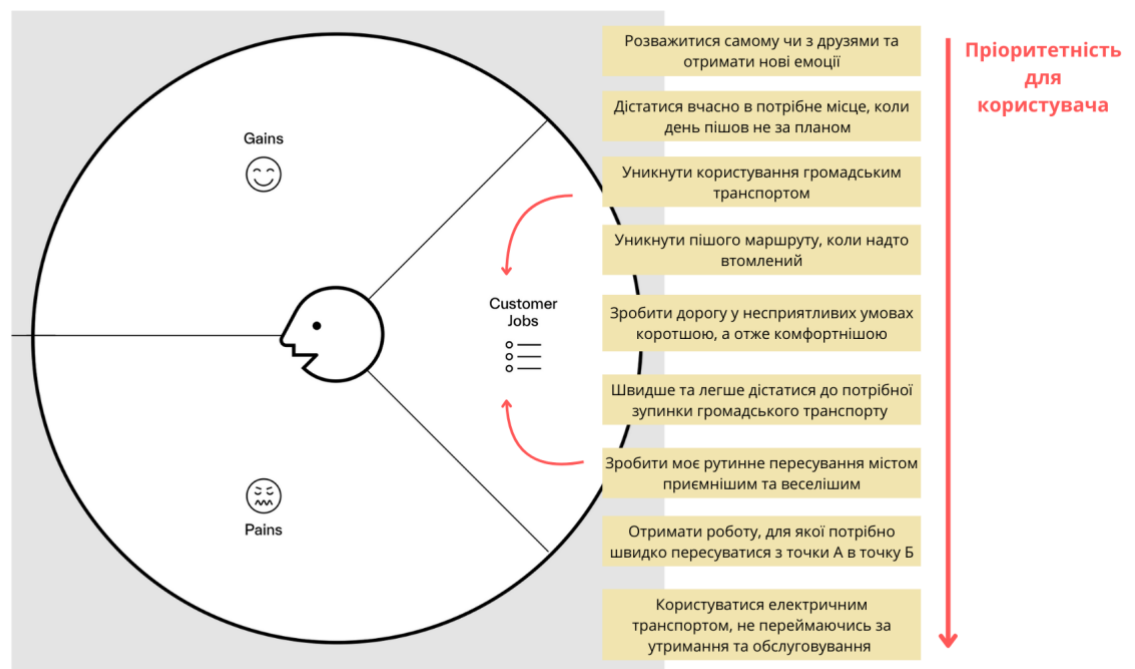 Gains
Customer
Jobs
Pains
Розважитися самому чи з друзями та
отримати нові емоції
Дістатися вчасно в потрібне місце, коли
день пішов не за планом
Уникнути користування громадським
транспортом
Уникнути пішого маршруту, коли надто
втомлений
Зробити дорогу у несприятливих умовах
коротшою, а отже комфортнішою
Швидше та легше дістатися до потрібної
зупинки громадського транспорту
Зробити моє рутинне пересування містом
приємнішим та веселішим
Отримати роботу, для якої потрібно
швидко пересуватися з точки А в точку Б
Користуватися електричним
транспортом, не переймаючись за
утримання та обслуговування
Пріоритетність
для
користувача